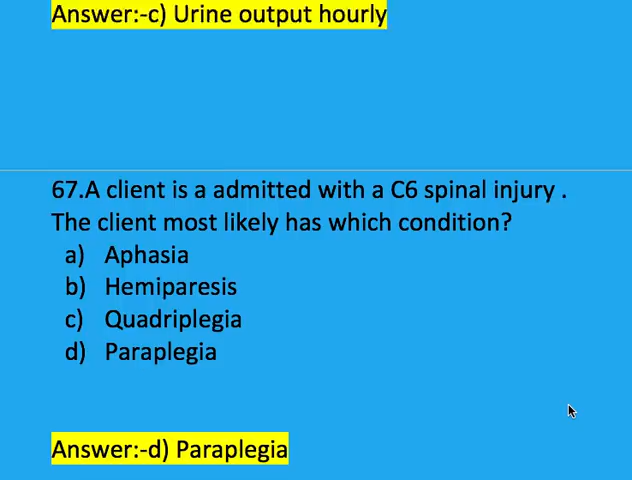 Answer:-c) Urine output hourly
67.A client is a admitted with a C6 spinal injury .
The client most likely has which condition?
a) Aphasia
b) Hemiparesis
c) Quadriplegia
d) Paraplegia
Answer:-d) Paraplegia